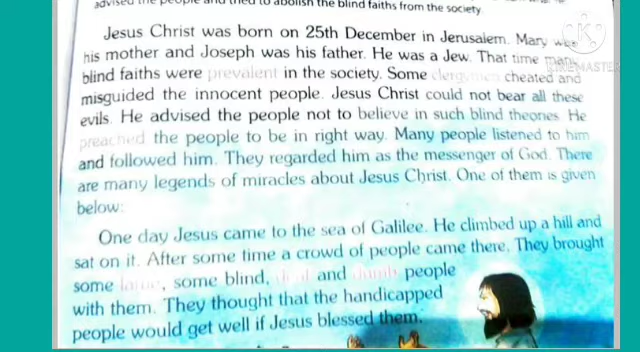 advised the people and tried to abolish the blind faiths from the society.
Jesus Christ was born on 25th December in Jerusalem. Mary was
his mother and Joseph was his father. He was a Jew. That time many
blind faiths were prevalent in the society. Some clergymen cheated and
misguided the innocent people. Jesus Christ could not bear all these
evils. He advised the people not to believe in such blind theories. He
preached the people to be in right way. Many people listened to him
and followed him. They regarded him as the messenger of God. There
are many legends of miracles about Jesus Christ. One of them is given
below:
One day Jesus came to the sea of Galilee. He climbed up a hill and
sat on it. After some time a crowd of people came there. They brought
some lame, some blind, deaf and dumb people
with them. They thought that the handicapped
people would get well if Jesus blessed them.
KINEMASTER